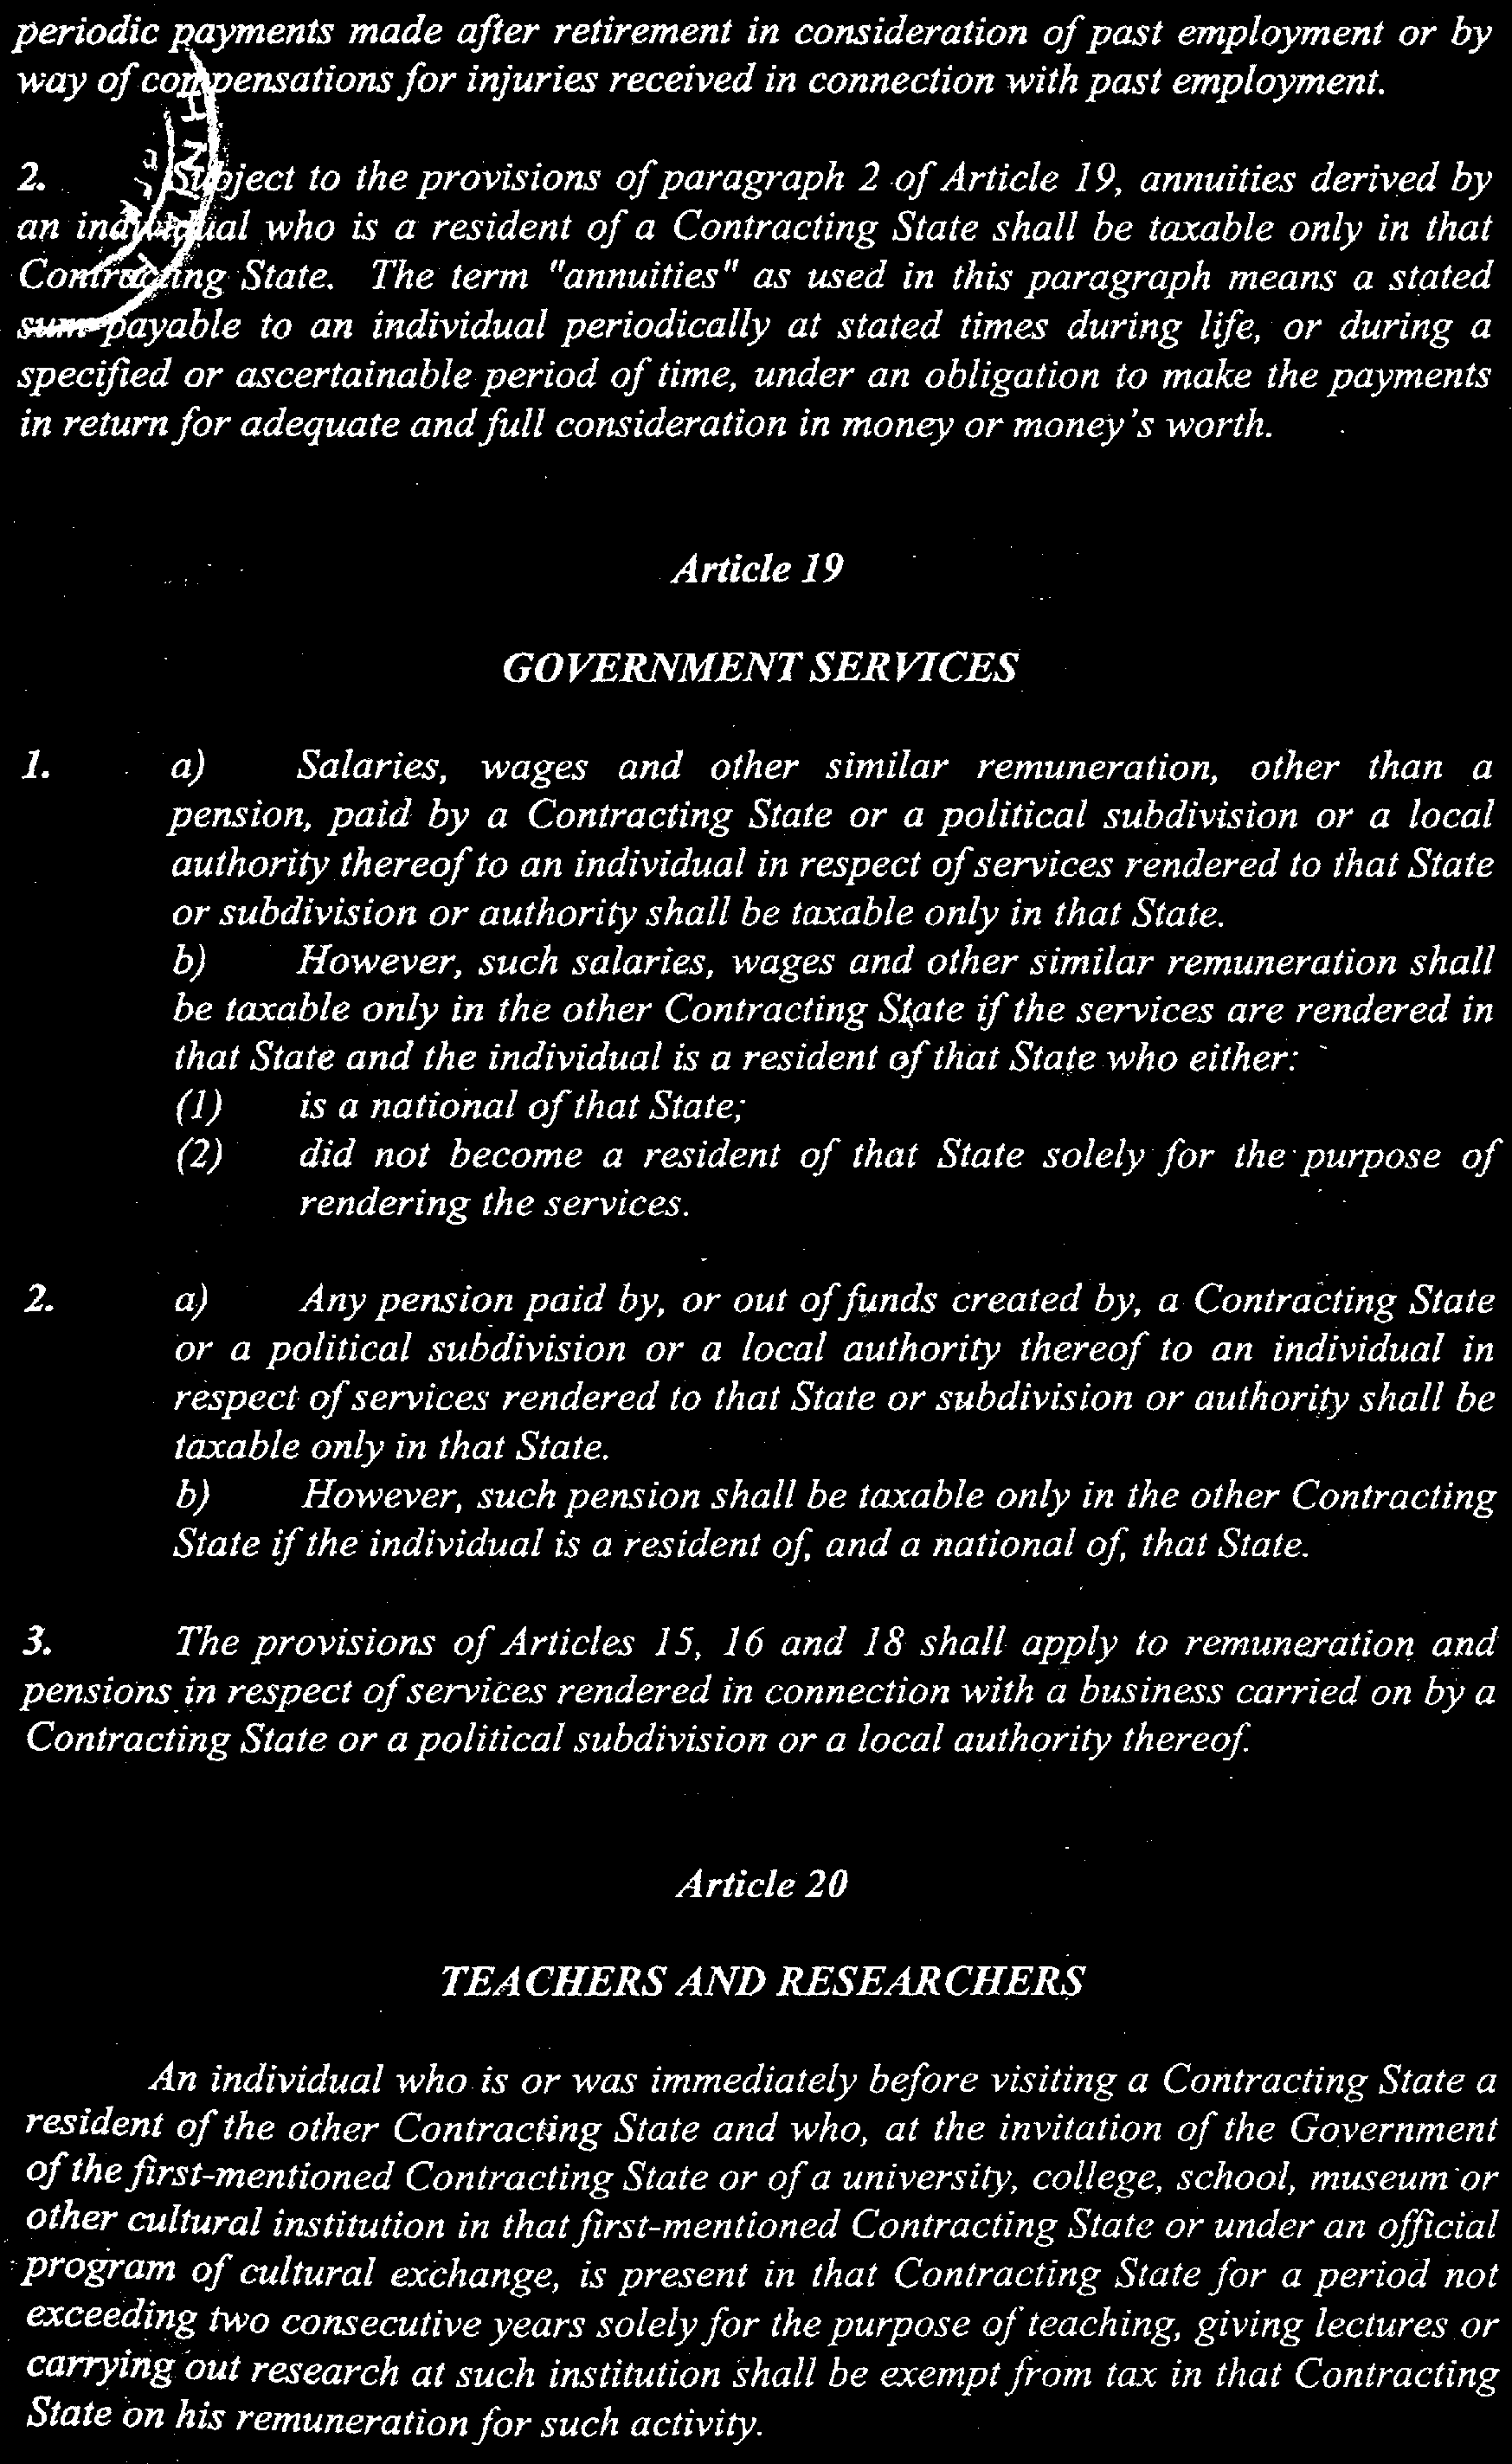 periodic payments made after retirement in consideration of past employment or by
way of compensations for injuries received in connection with past employment.
2. Subject to the provisions of paragraph 2 of Article 19, annuities derived by
an individual who is a resident of a Contracting State shall be taxable only in that
Contracting State. The term "annuities" as used in this paragraph means a stated
sum payable to an individual periodically at stated times during life, or during a
specified or ascertainable period of time, under an obligation to make the payments
in return for adequate and full consideration in money or money's worth.
Article 19
GOVERNMENT SERVICES
1. a) Salaries, wages and other similar remuneration, other than a
pension, paid by a Contracting State or a political subdivision or a local
authority thereof to an individual in respect of services rendered to that State
or subdivision or authority shall be taxable only in that State.
b) However, such salaries, wages and other similar remuneration shall
be taxable only in the other Contracting State if the services are rendered in
that State and the individual is a resident of that State who either:
(1) is a national of that State;
(2) did not become a resident of that State solely for the purpose of
rendering the services.
2. a) Any pension paid by, or out of funds created by, a Contracting State
or a political subdivision or a local authority thereof to an individual in
respect of services rendered to that State or subdivision or authority shall be
taxable only in that State.
b) However, such pension shall be taxable only in the other Contracting
State if the individual is a resident of, and a national of, that State.
3. The provisions of Articles 15, 16 and 18 shall apply to remuneration and
pensions in respect of services rendered in connection with a business carried on by a
Contracting State or a political subdivision or a local authority thereof.
Article 20
TEACHERS AND RESEARCHERS
An individual who is or was immediately before visiting a Contracting State a
resident of the other Contracting State and who, at the invitation of the Government
of the first-mentioned Contracting State or of a university, college, school, museum or
other cultural institution in that first-mentioned Contracting State or under an official
program of cultural exchange, is present in that Contracting State for a period not
exceeding two consecutive years solely for the purpose of teaching, giving lectures or
carrying out research at such institution shall be exempt from tax in that Contracting
State on his remuneration for such activity.